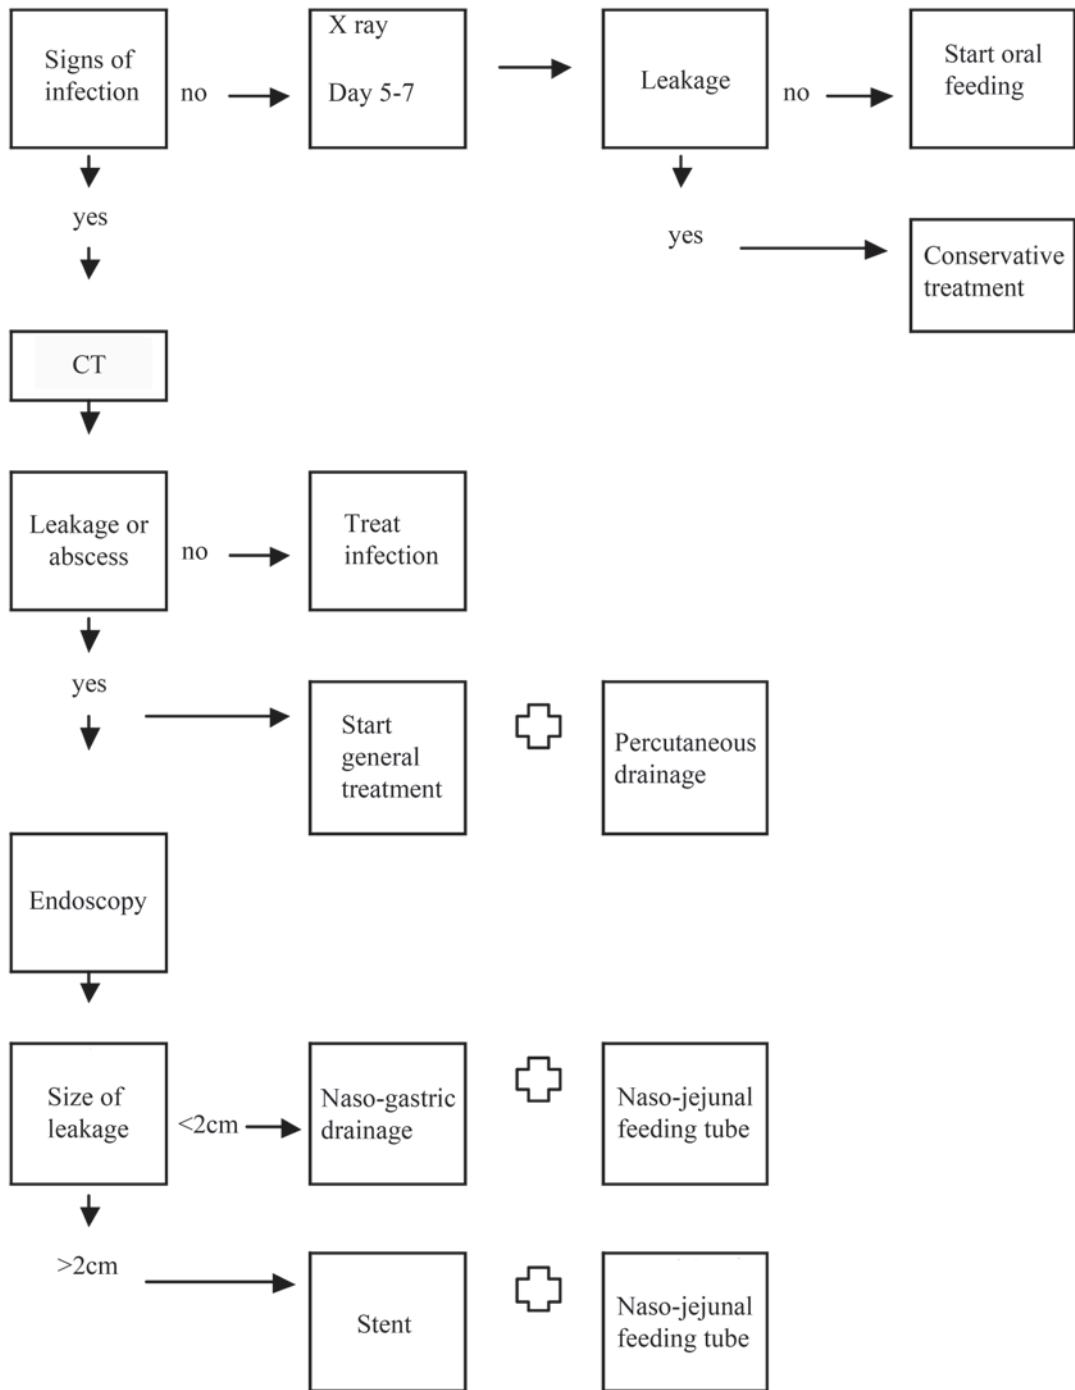 Signs of
infection
no
X ray
Day 5-7
Leakage
no
Start oral
feeding
yes
yes
Conservative
treatment
CT
Leakage or
abscess
no
Treat
infection
yes
Start
general
treatment
Percutaneous
drainage
Endoscopy
Size of
leakage
<2cm
Naso-gastric
drainage
Naso-jejunal
feeding tube
>2cm
Stent
Naso-jejunal
feeding tube